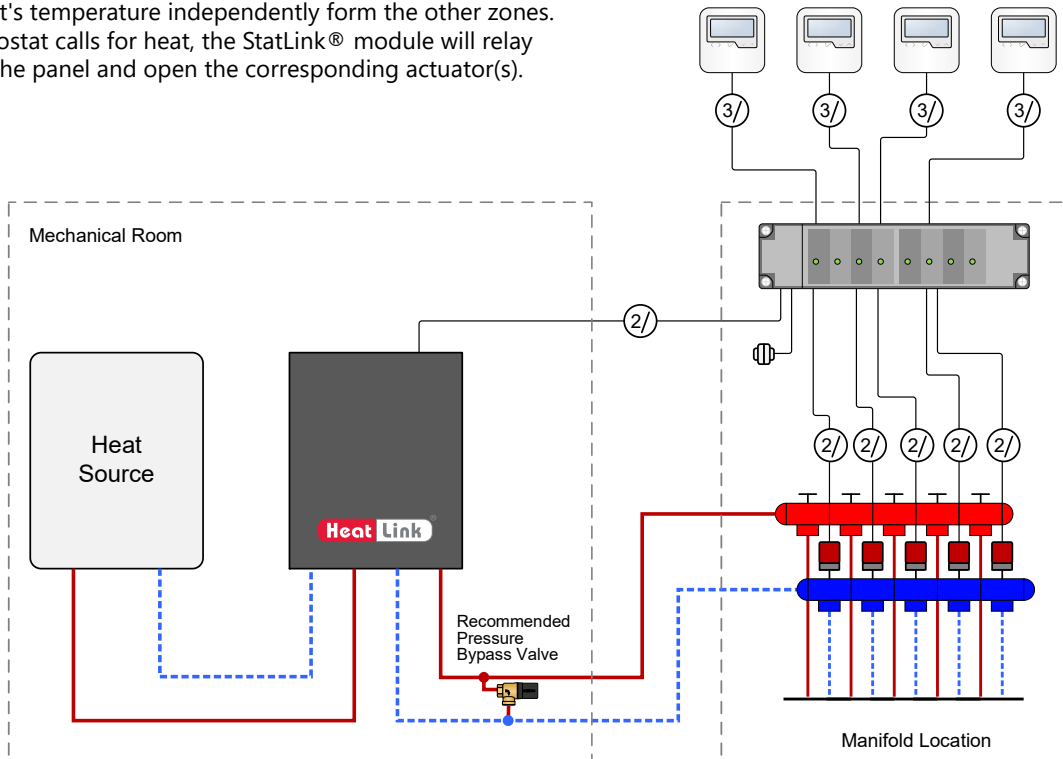 t's temperature independently form the other zones.
ostat calls for heat, the StatLink® module will relay
he panel and open the corresponding actuator(s).
3/ 3/ 3/ 3/
Mechanical Room
2/
Heat
Source
2/ 2/ 2/ 2/ 2/
Heat Link®
Recommended
Pressure
Bypass Valve
Manifold Location